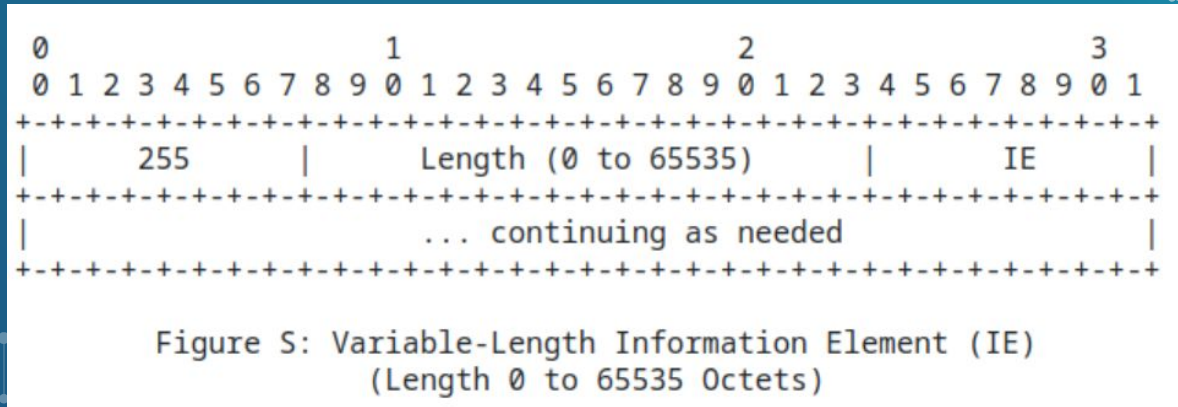 0 1 2 3
0 1 2 3 4 5 6 7 8 9 0 1 2 3 4 5 6 7 8 9 0 1 2 3 4 5 6 7 8 9 0 1
+-+-+-+-+-+-+-+-+-+-+-+-+-+-+-+-+-+-+-+-+-+-+-+-+-+-+-+-+-+-+-+-+
| 255 | Length (0 to 65535) | IE |
+-+-+-+-+-+-+-+-+-+-+-+-+-+-+-+-+-+-+-+-+-+-+-+-+-+-+-+-+-+-+-+-+
| ... continuing as needed |
+-+-+-+-+-+-+-+-+-+-+-+-+-+-+-+-+-+-+-+-+-+-+-+-+-+-+-+-+-+-+-+-+
Figure S: Variable-Length Information Element (IE)
(Length 0 to 65535 Octets)